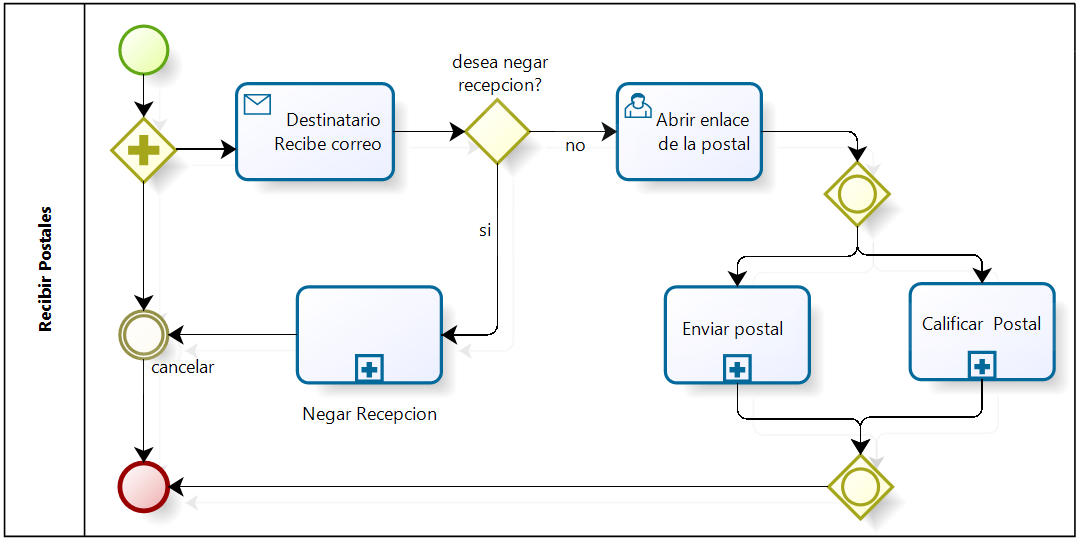 Recibir Postales
desea negar
recepcion?
Destinatario
Recibe correo
no
Abrir enlace
de la postal
si
Enviar postal
Calificar Postal
cancelar
Negar Recepcion